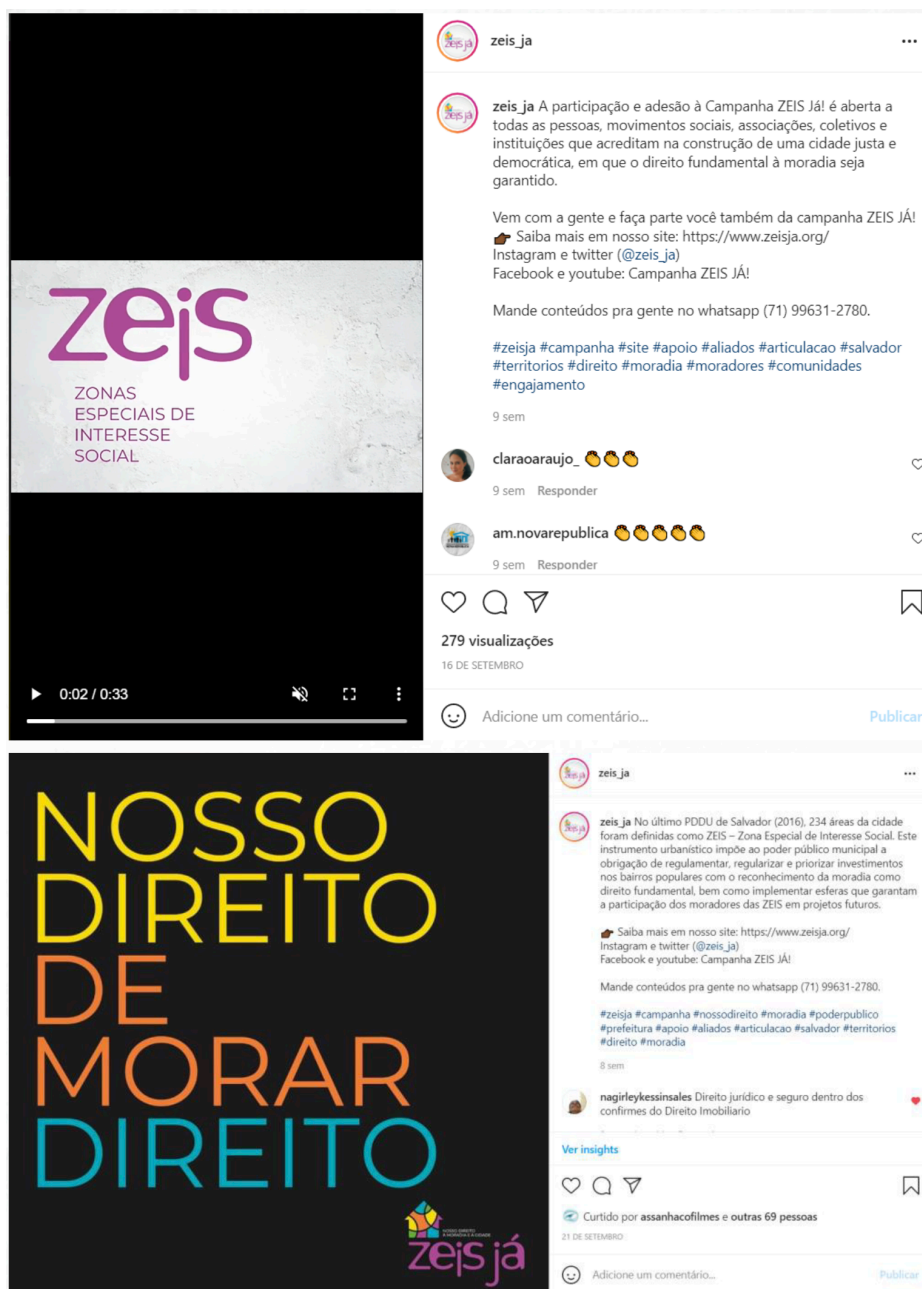 zeis já
zeis_ja
zeis já
zeis_ja A participação e adesão à Campanha ZEIS Já! é aberta a
todas as pessoas, movimentos sociais, associações, coletivos e
instituições que acreditam na construção de uma cidade justa e
democrática, em que o direito fundamental à moradia seja
garantido.
Vem com a gente e faça parte você também da campanha ZEIS JÁ!
👉🏿 Saiba mais em nosso site: https://www.zeisja.org/
Instagram e twitter (@zeis_ja)
Facebook e youtube: Campanha ZEIS JÁ!
Mande conteúdos pra gente no whatsapp (71) 99631-2780.
#zeisja #campanha #site #apoio #aliados #articulacao #salvador
#territorios #direito #moradia #moradores #comunidades
#engajamento
9 sem
claraoaraujo_ 👏👏👏
9 sem Responder
am.novarepublica 👏👏👏👏👏
9 sem Responder
279 visualizações
16 DE SETEMBRO
Adicione um comentário...
Publicar
zeis
ZONAS
ESPECIAIS DE
INTERESSE
SOCIAL
0:02 / 0:33
NOSSO
DIREITO
DE
MORAR
DIREITO
NOSSO DIREITO
À MORADIA E À CIDADE
zeis já
zeis já
zeis_ja
zeis já
zeis_ja No último PDDU de Salvador (2016), 234 áreas da cidade
foram definidas como ZEIS – Zona Especial de Interesse Social. Este
instrumento urbanístico impõe ao poder público municipal a
obrigação de regulamentar, regularizar e priorizar investimentos
nos bairros populares com o reconhecimento da moradia como
direito fundamental, bem como implementar esferas que garantam
a participação dos moradores das ZEIS em projetos futuros.
👉🏿 Saiba mais em nosso site: https://www.zeisja.org/
Instagram e twitter (@zeis_ja)
Facebook e youtube: Campanha ZEIS JÁ!
Mande conteúdos pra gente no whatsapp (71) 99631-2780.
#zeisja #campanha #nossodireito #moradia #poderpublico
#prefeitura #apoio #aliados #articulacao #salvador #territorios
#direito #moradia
8 sem
nagirleykessinsales Direito jurídico e seguro dentro dos
confirmes do Direito Imobiliario
Ver insights
Curtido por assanhacofilmes e outras 69 pessoas
21 DE SETEMBRO
Adicione um comentário...
Publicar